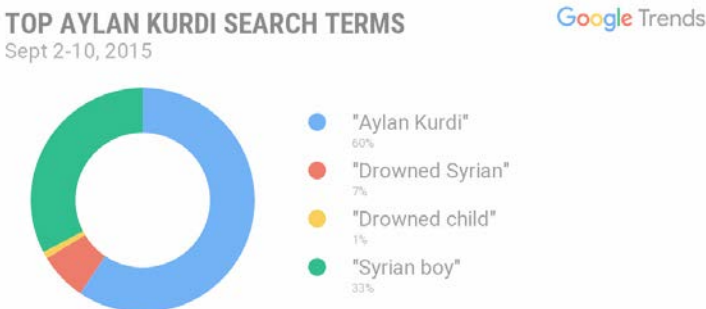 TOP AYLAN KURDI SEARCH TERMS
Google Trends
Sept 2-10, 2015
"Aylan Kurdi"
60%
"Drowned Syrian"
7%
"Drowned child"
1%
"Syrian boy"
33%